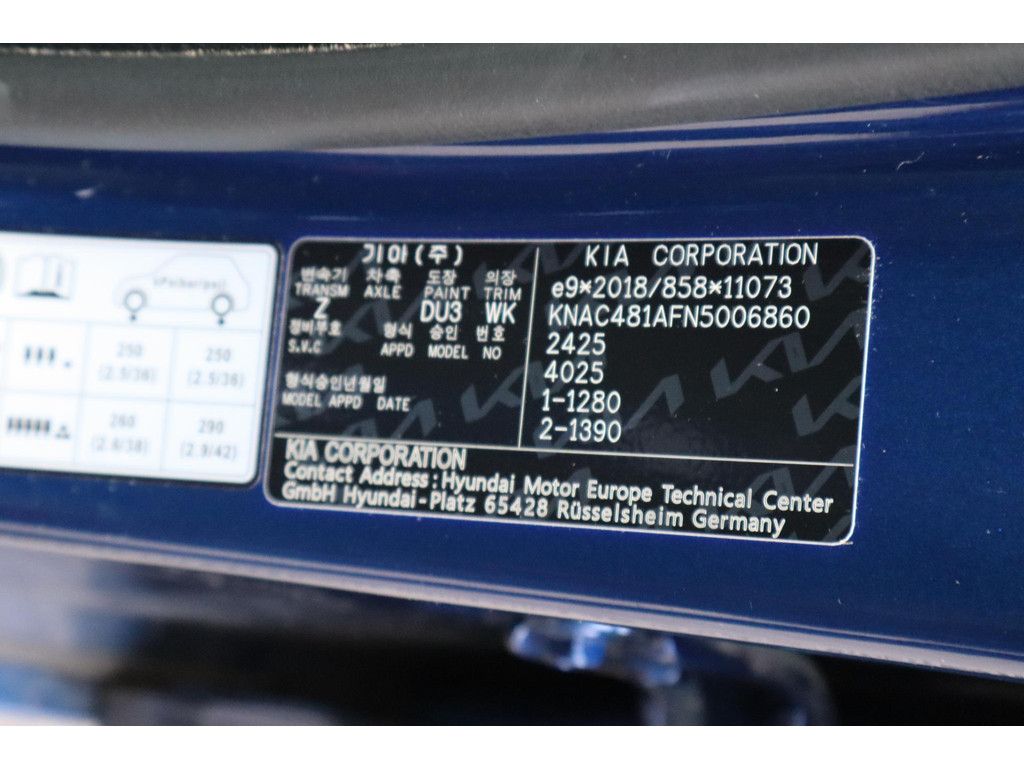 250 250
(2.5/36) (2.5/36)
260 290
(2.6/38) (2.9/42)
기아(주)
변속기 차축 도장 의장
TRANSM AXLE PAINT TRIM
Z DU3 WK
정비부호 형식 승인 번호
S.V.C APPD MODEL NO
형식승인년월일
MODEL APPD DATE
KIA CORPORATION
e9*2018/858*11073
KNAC481AFN5006860
2425
4025
1-1280
2-1390
KIA CORPORATION
Contact Address : Hyundai Motor Europe Technical Center
GmbH Hyundai-Platz 65428 Rüsselsheim Germany